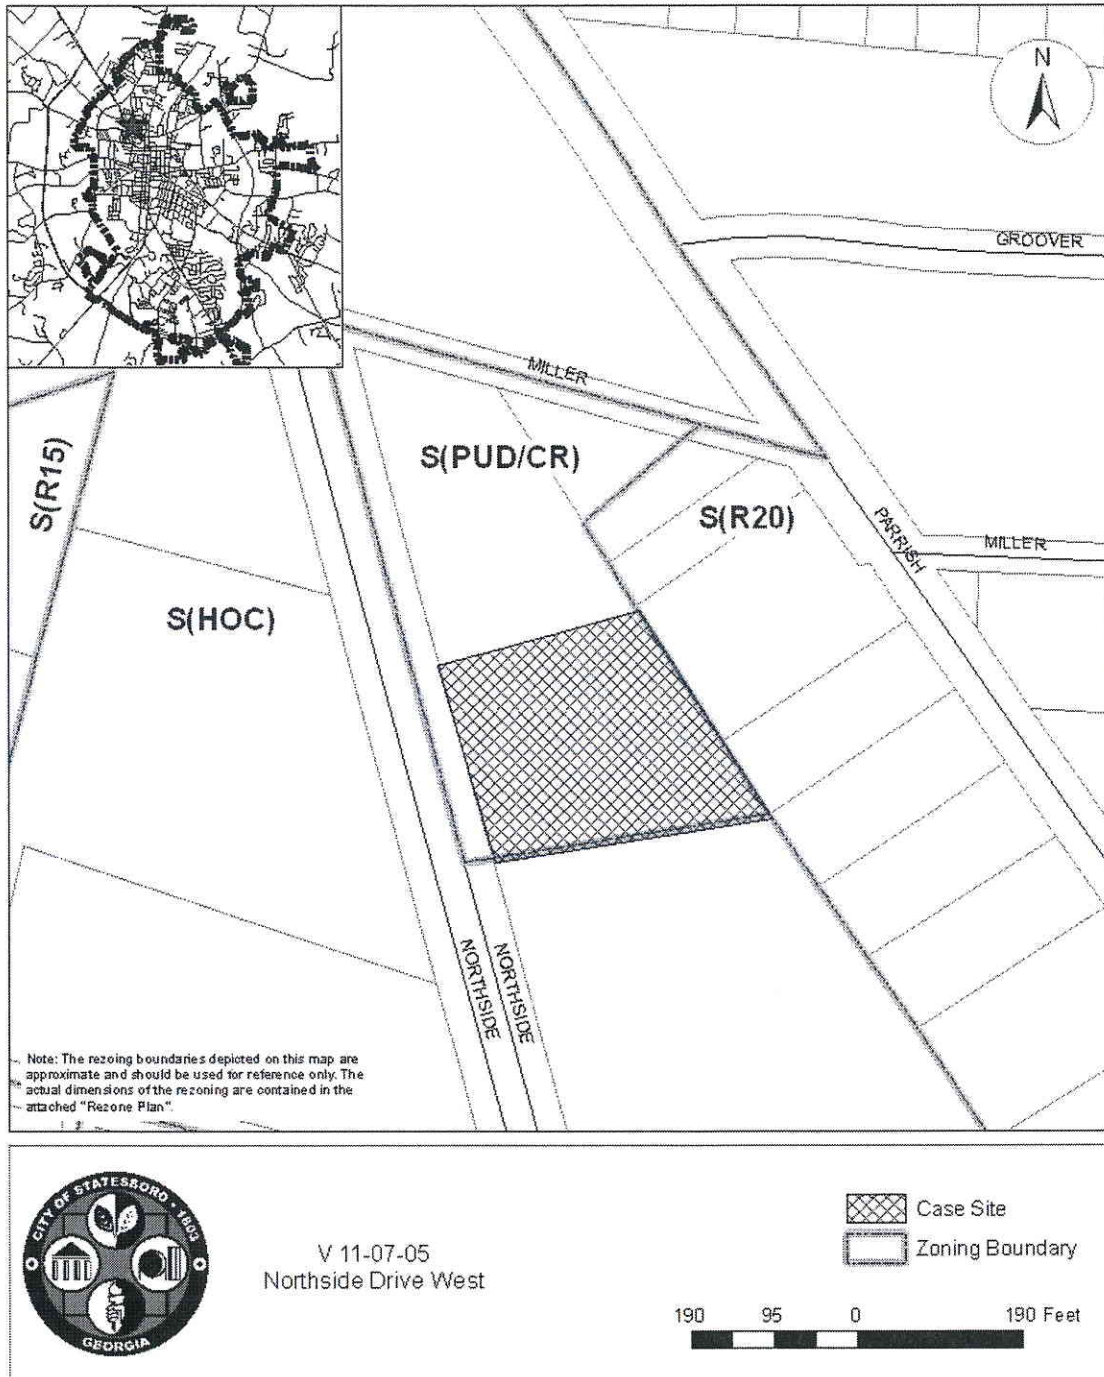 N
GROOVER
MILLER
S(PUD/CR)
S(R15)
S(R20)
PARRISH
MILLER
S(HOC)
NORTHSIDE
NORTHSIDE
Note: The rezoing boundaries depicted on this map are
approximate and should be used for reference only. The
actual dimensions of the rezoning are contained in the
attached "Rezone Plan".
CITY OF STATESBORO • 1803
GEORGIA
V 11-07-05
Northside Drive West
Case Site
Zoning Boundary
190 95 0 190 Feet